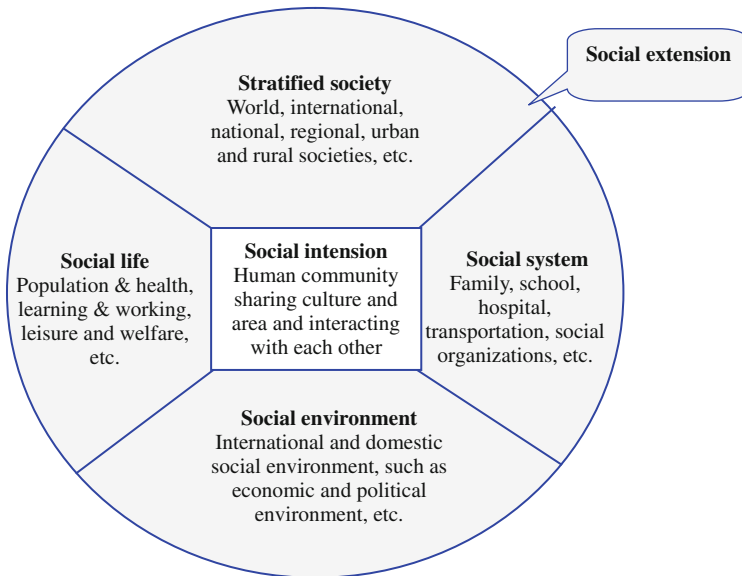 Social extension
Stratified society
World, international,
national, regional, urban
and rural societies, etc.
Social life
Population & health,
learning & working,
leisure and welfare,
etc.
Social intension
Human community
sharing culture and
area and interacting
with each other
Social system
Family, school,
hospital,
transportation, social
organizations, etc.
Social environment
International and domestic
social environment, such as
economic and political
environment, etc.